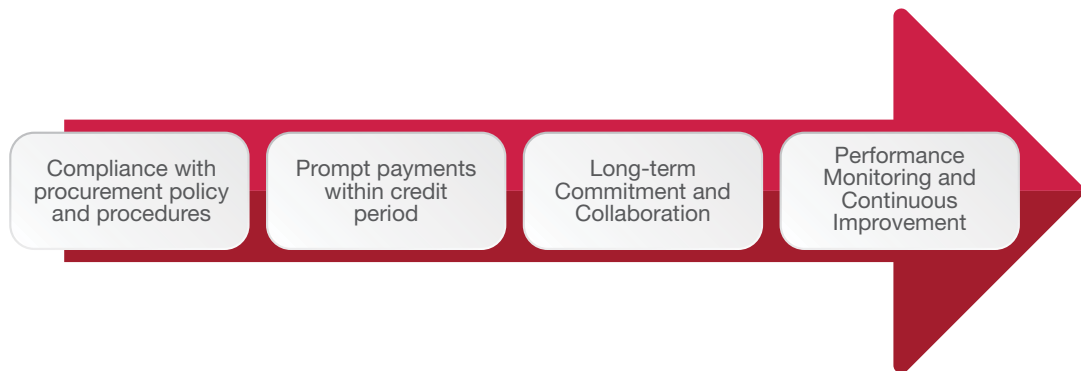 Compliance with
procurement policy
and procedures
Prompt payments
within credit
period
Long-term
Commitment and
Collaboration
Performance
Monitoring and
Continuous
Improvement